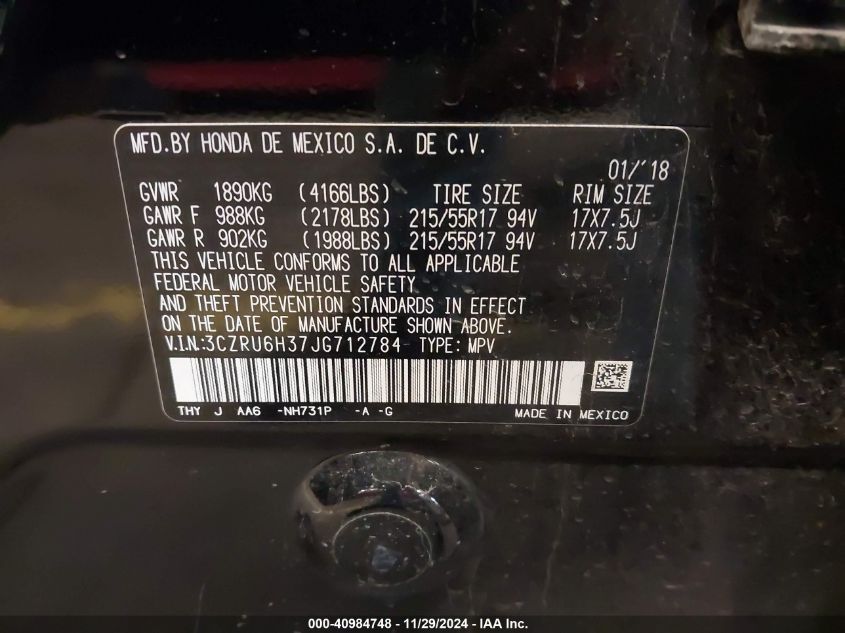 MFD.BY HONDA DE MEXICO S.A. DE C.V.
01/'18
GVWR 1890KG (4166LBS) TIRE SIZE RIM SIZE
GAWR F 988KG (2178LBS) 215/55R17 94V 17X7.5J
GAWR R 902KG (1988LBS) 215/55R17 94V 17X7.5J
THIS VEHICLE CONFORMS TO ALL APPLICABLE
FEDERAL MOTOR VEHICLE SAFETY
AND THEFT PREVENTION STANDARDS IN EFFECT
ON THE DATE OF MANUFACTURE SHOWN ABOVE.
V.I.N.:3CZRU6H37JG712784 TYPE: MPV
THY J AA6 -NH731P -A -G MADE IN MEXICO
000-40984748 - 11/29/2024 - IAA Inc.